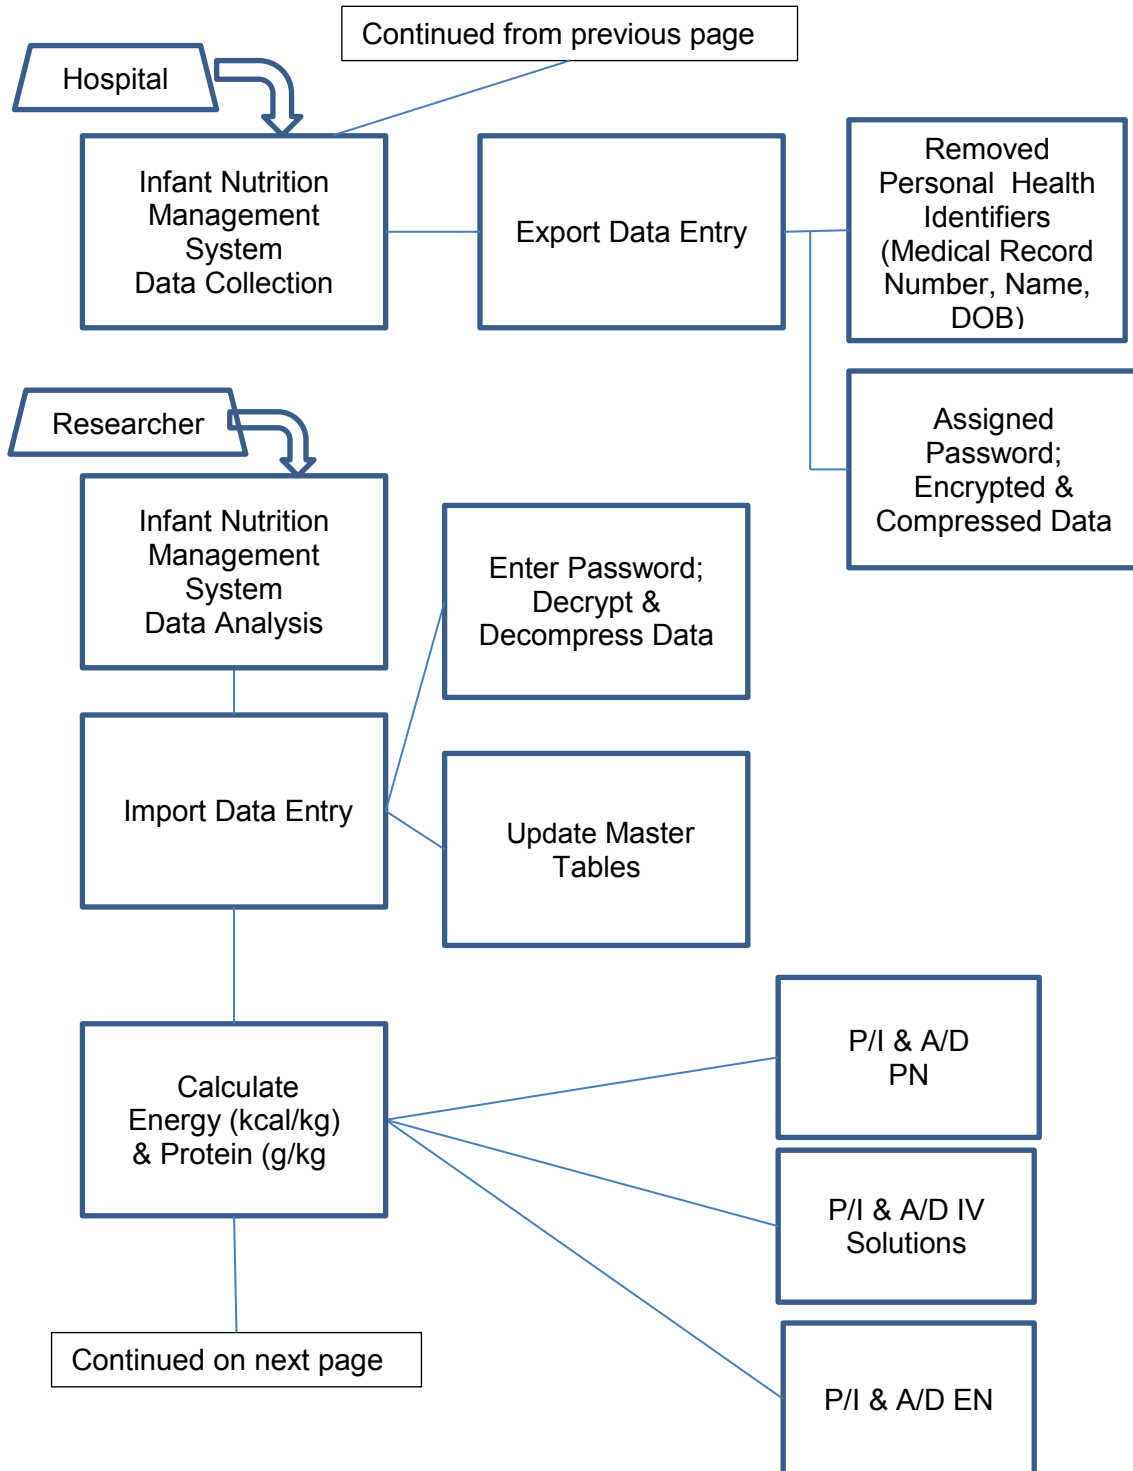 Continued from previous page
Hospital
Infant Nutrition
Management
System
Data Collection
Export Data Entry
Removed
Personal Health
Identifiers
(Medical Record
Number, Name,
DOB)
Researcher
Assigned
Password;
Encrypted &
Compressed Data
Infant Nutrition
Management
System
Data Analysis
Enter Password;
Decrypt &
Decompress Data
Import Data Entry
Update Master
Tables
Calculate
Energy (kcal/kg)
& Protein (g/kg
P/I & A/D
PN
P/I & A/D IV
Solutions
P/I & A/D EN
Continued on next page